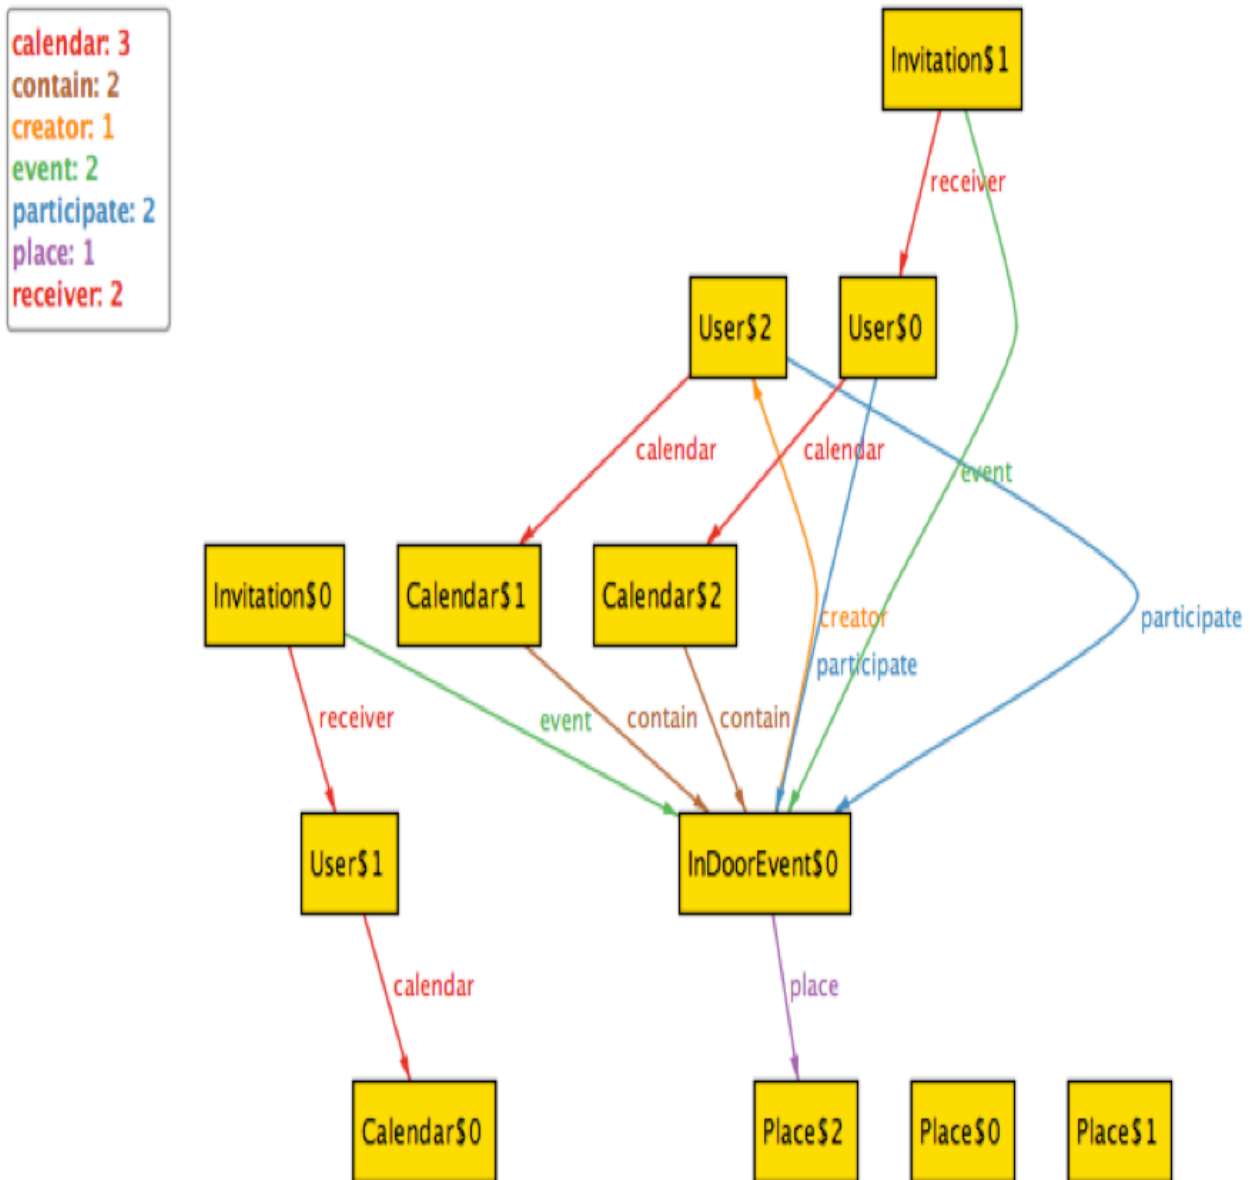 calendar: 3
contain: 2
creator: 1
event: 2
participate: 2
place: 1
receiver: 2
Invitation$1
receiver
User$2
User$0
calendar
calendar
event
Invitation$0
Calendar$1
Calendar$2
creator
participate
participate
receiver
event
contain
contain
User$1
InDoorEvent$0
calendar
place
Calendar$0
Place$2
Place$0
Place$1